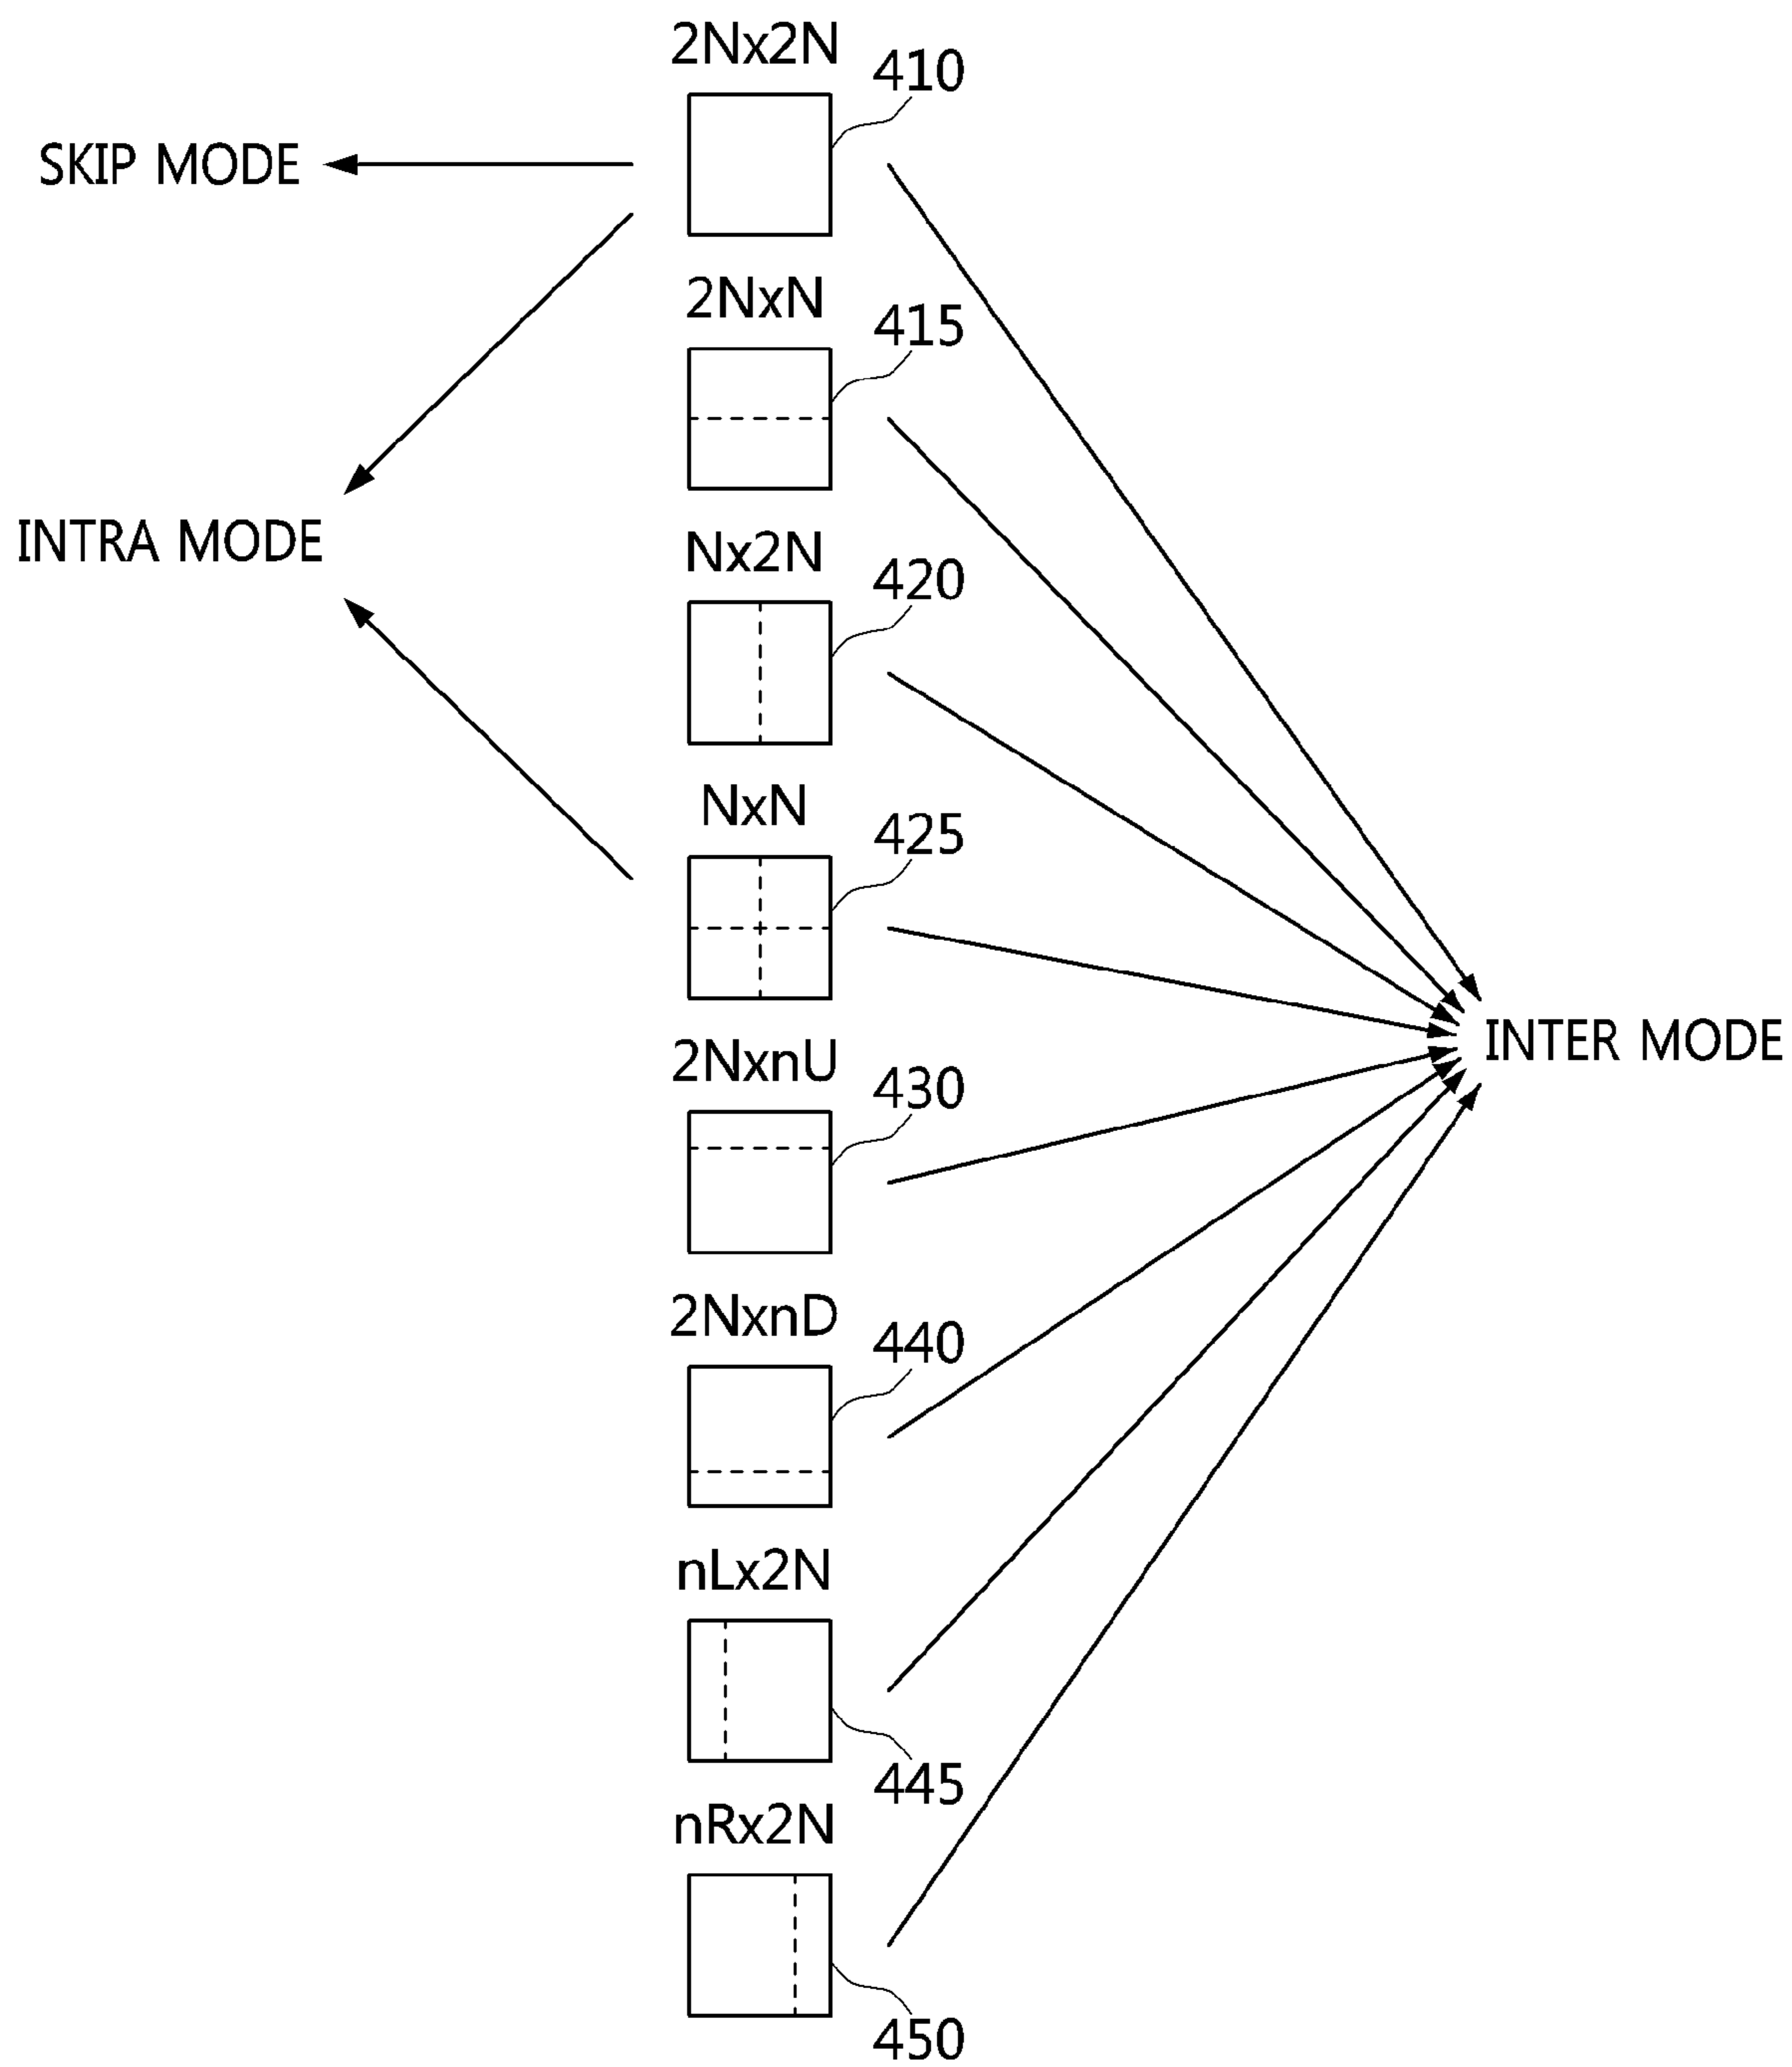 2Nx2N
410
SKIP MODE
2NxN
415
INTRA MODE
Nx2N
420
NxN
425
2NxnU
430
INTER MODE
2NxnD
440
nLx2N
445
nRx2N
450